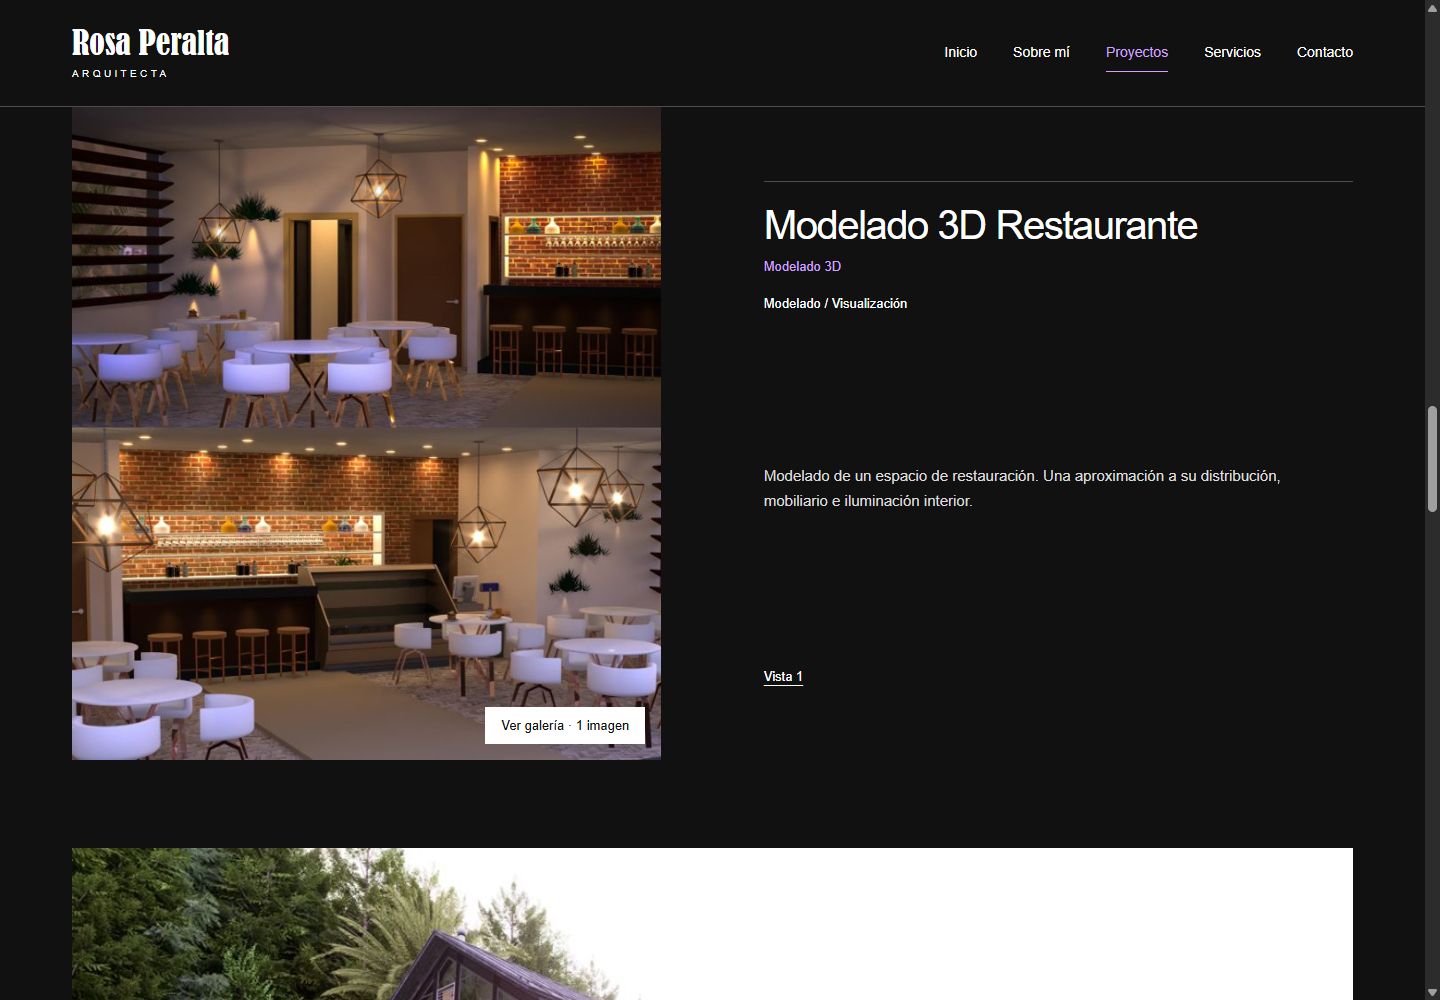 Rosa Peralta
ARQUITECTA
Inicio
Sobre mí
Proyectos
Servicios
Contacto
Modelado 3D Restaurante
Modelado 3D
Modelado / Visualización
Modelado de un espacio de restauración. Una aproximación a su distribución,
mobiliario e iluminación interior.
Vista 1
Ver galería · 1 imagen